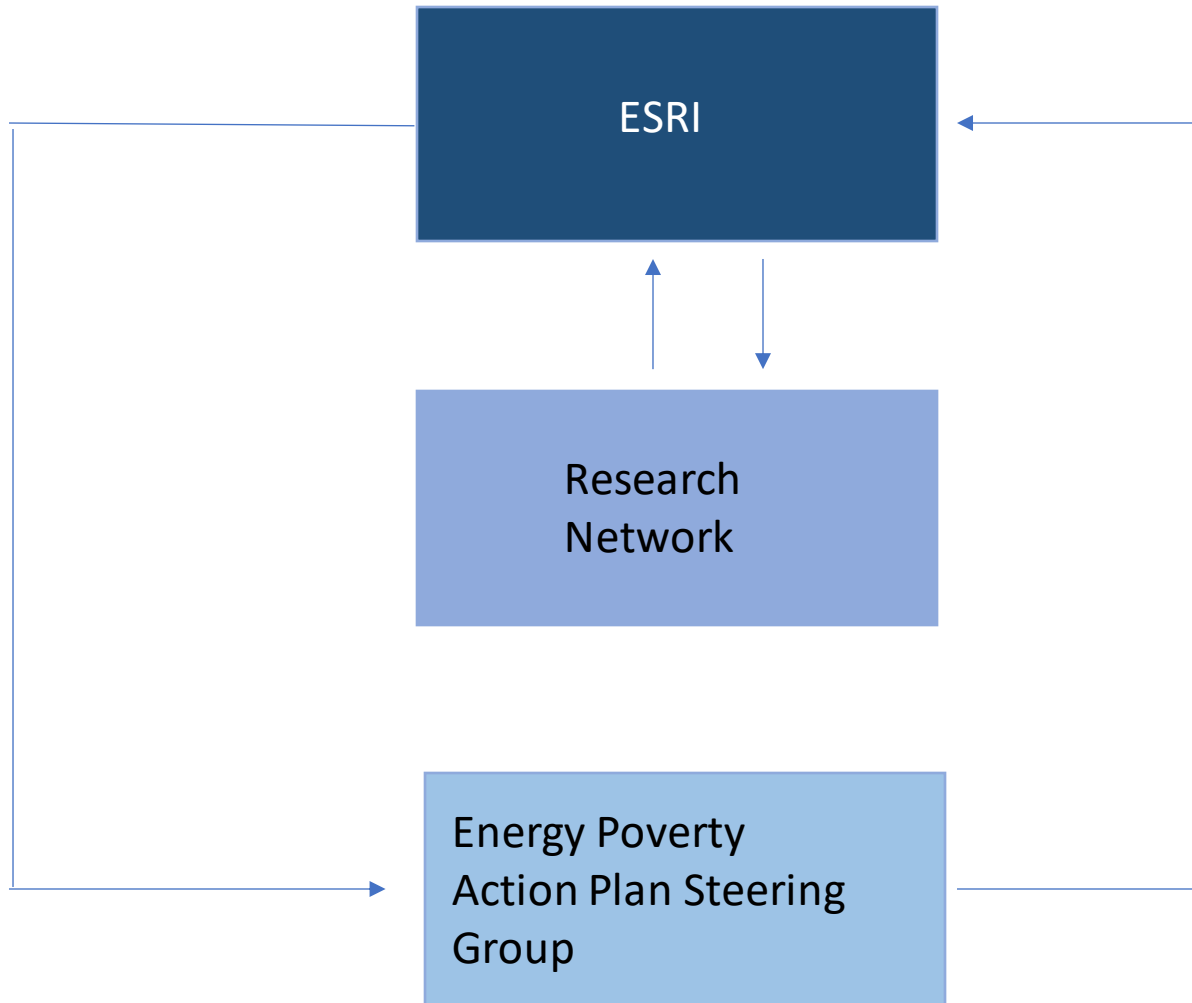 ESRI
Research
Network
Energy Poverty
Action Plan Steering
Group